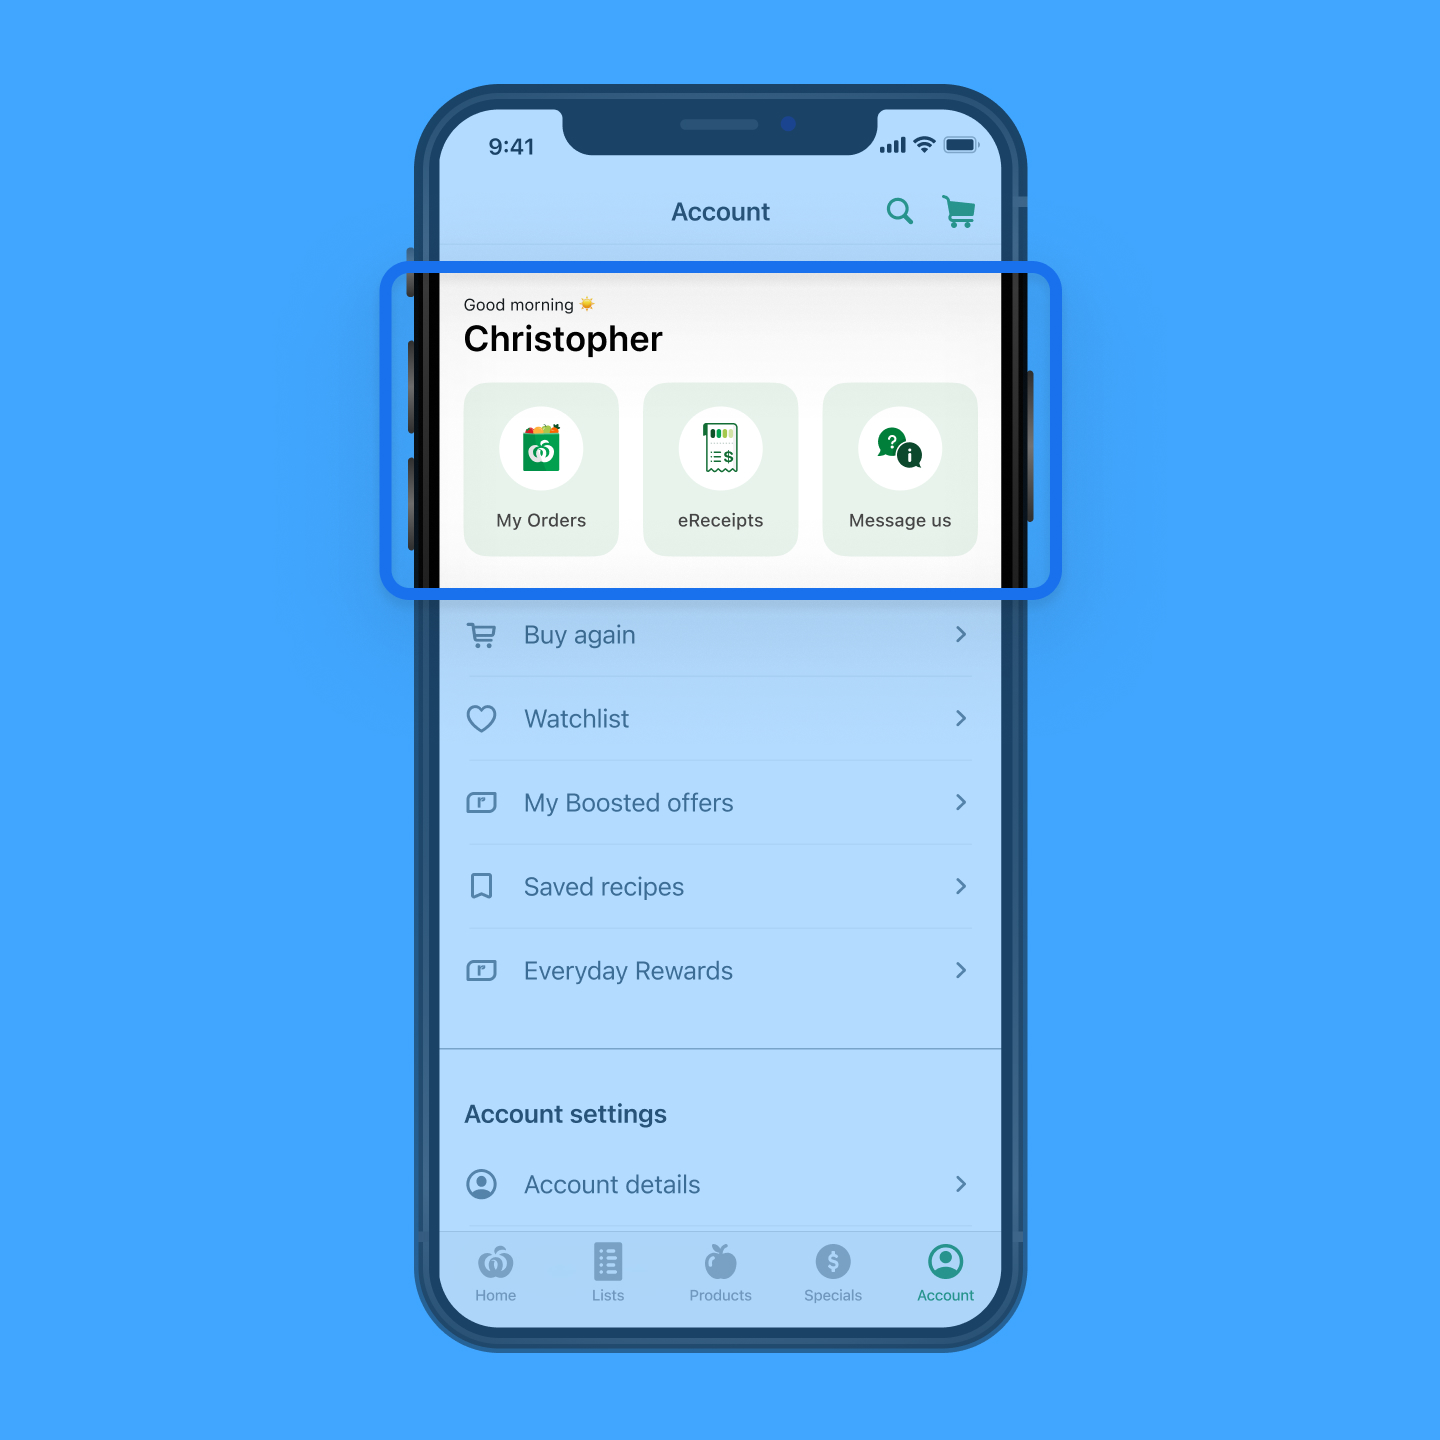 9:41
Account
Good morning
Christopher
My Orders
eReceipts
Message us
Buy again
Watchlist
My Boosted offers
Saved recipes
Everyday Rewards
Account settings
Account details
Home
Lists
Products
Specials
Account